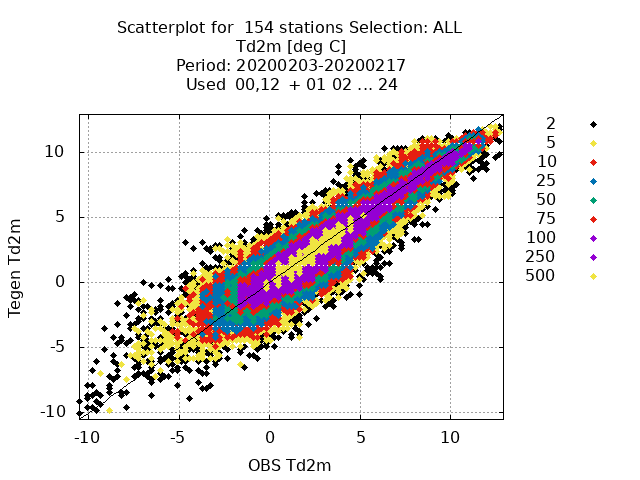 Scatterplot for 154 stations Selection: ALL
Td2m [deg C]
Period: 20200203-20200217
Used 00,12 + 01 02 ... 24
2
5
10
25
50
75
100
250
500
10
5
0
-5
-10
Tegen Td2m
-10 -5 0 5 10
OBS Td2m